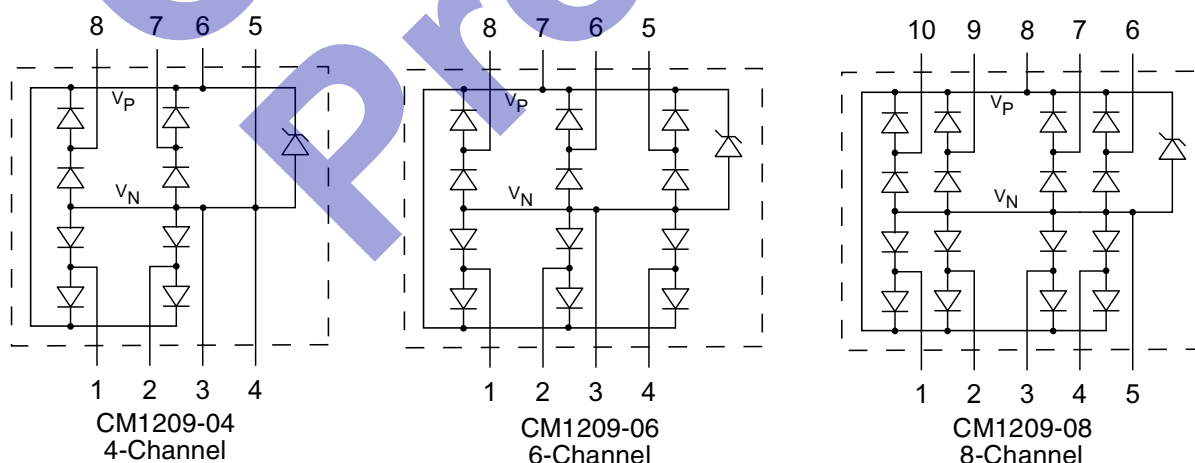 8 7 6 5
VP
VN
1 2 3 4
CM1209-04
4-Channel
8 7 6 5
VP
VN
1 2 3 4
CM1209-06
6-Channel
10 9 8 7 6
VP
VN
1 2 3 4 5
CM1209-08
8-Channel
Pr